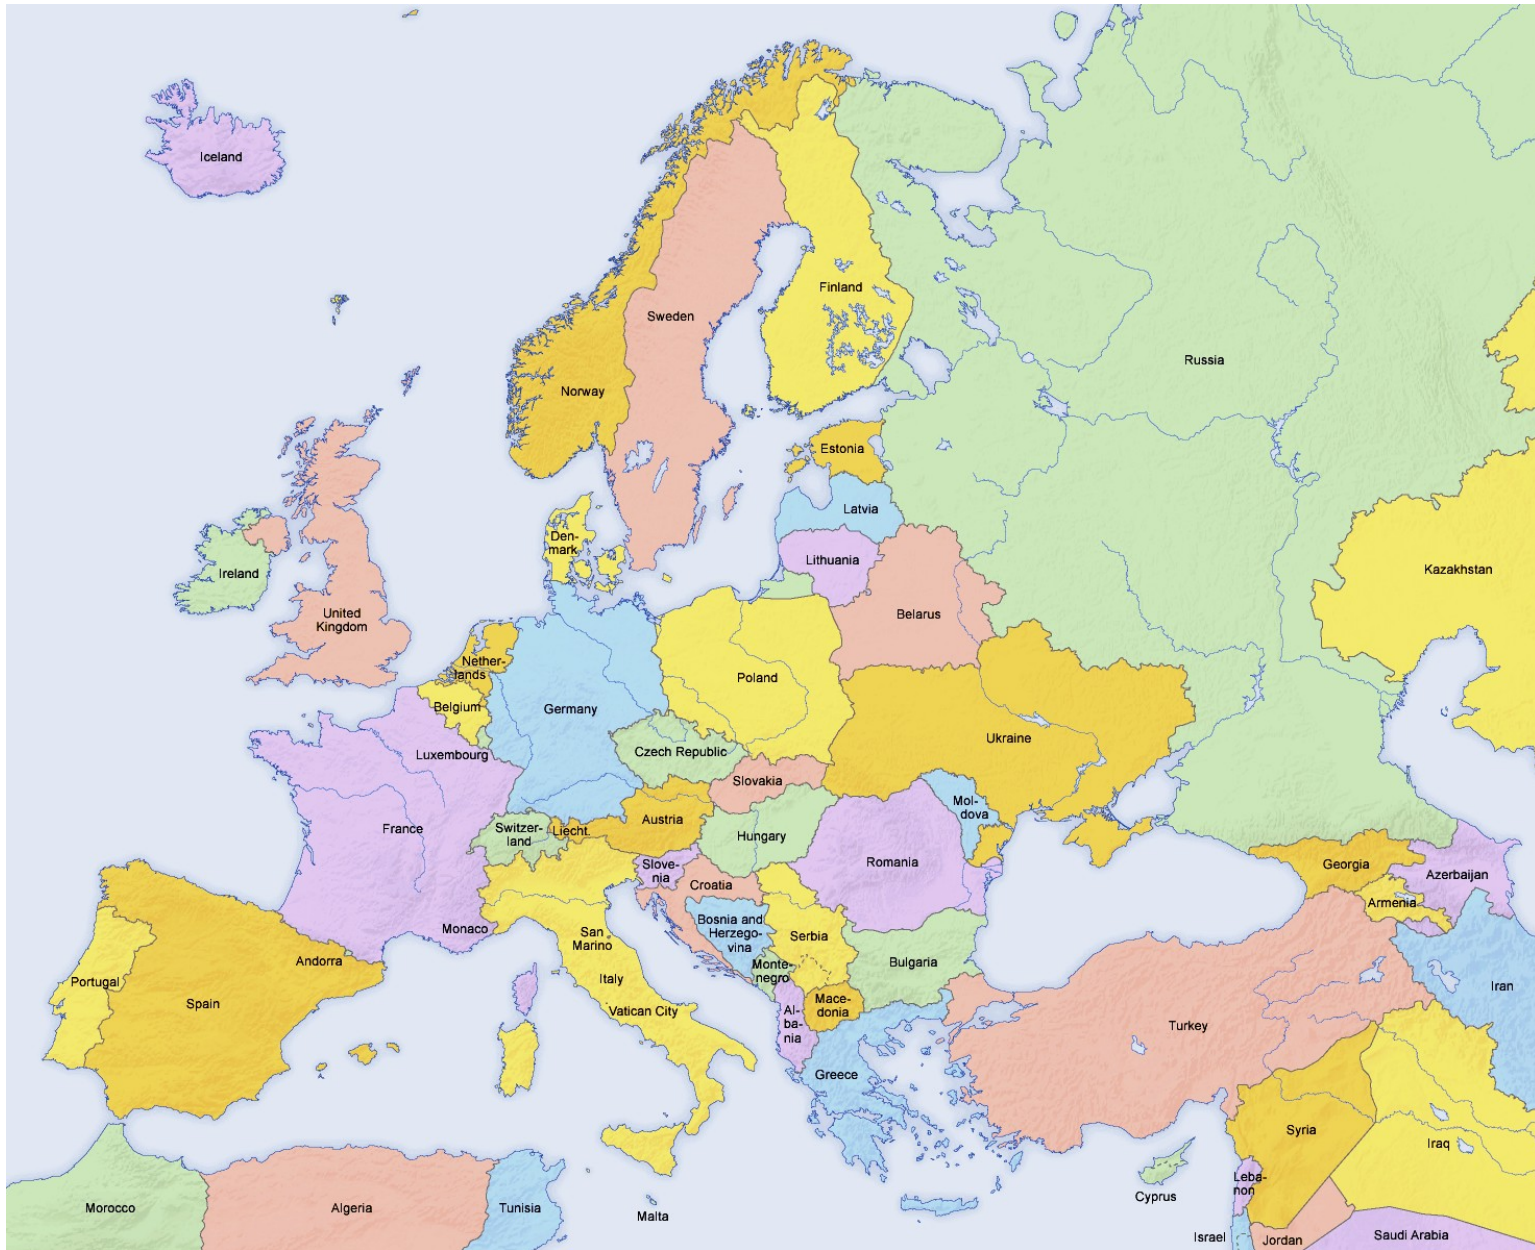 Iceland
Finland
Sweden
Russia
Norway
Estonia
Latvia
Den-
mark
Lithuania
Kazakhstan
Ireland
Belarus
United
Kingdom
Nether-
lands
Poland
Belgium
Germany
Ukraine
Luxembourg
Czech Republic
Slovakia
Mol-
dova
France
Switzer-
land
Liecht.
Austria
Hungary
Romania
Slove-
nia
Georgia
Azerbaijan
Croatia
Armenia
Monaco
Bosnia and
Herzego-
vina
San
Marino
Serbia
Andorra
Bulgaria
Monte-
negro
Portugal
Italy
Iran
Spain
Mace-
donia
Vatican City
Al-
ba-
nia
Turkey
Greece
Syria
Iraq
Leba-
non
Cyprus
Morocco
Algeria
Tunisia
Malta
Israel
Jordan
Saudi Arabia